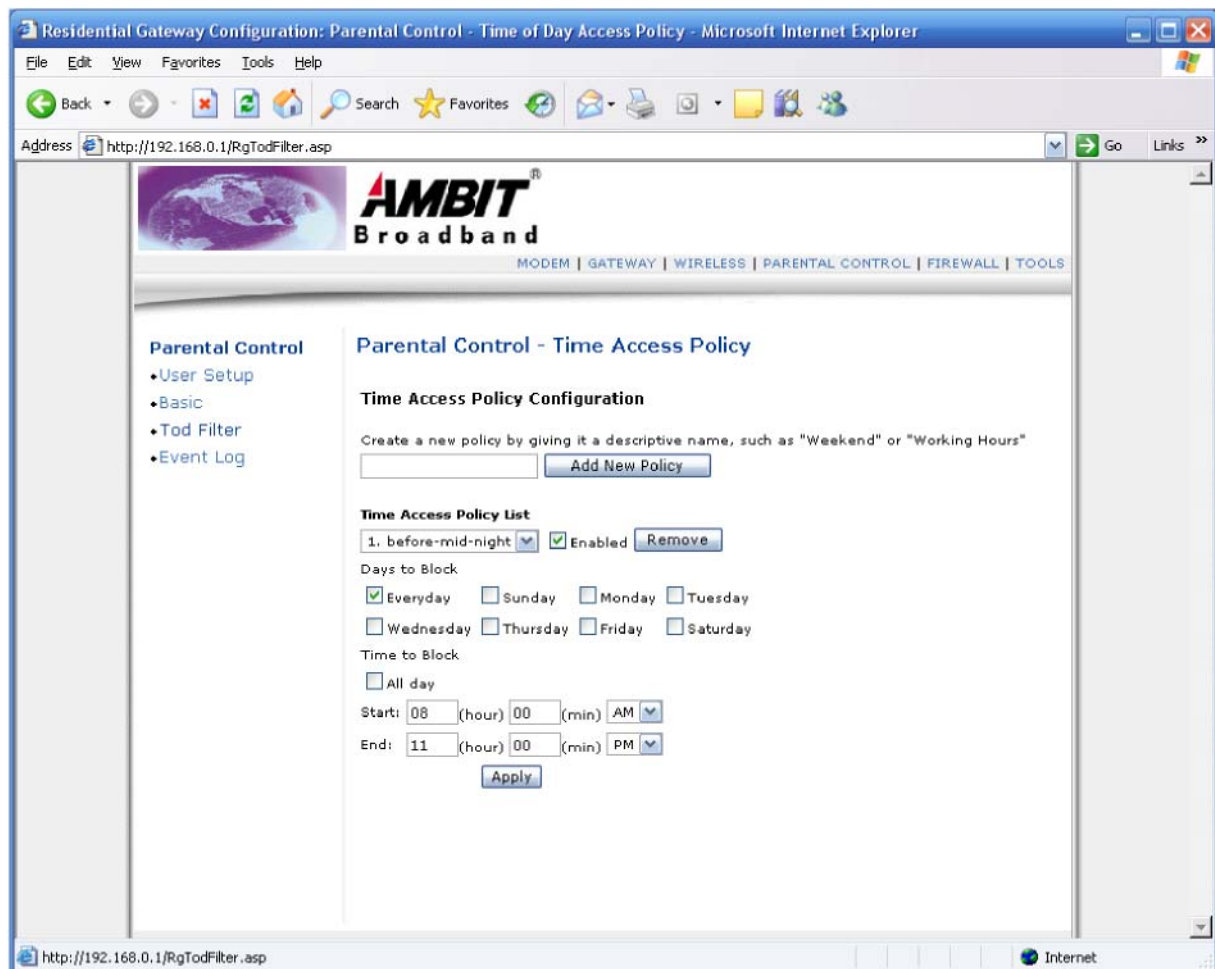 Residential Gateway Configuration: Parental Control - Time of Day Access Policy - Microsoft Internet Explorer
File Edit View Favorites Tools Help
Back Search Favorites
Address http://192.168.0.1/RgTodFilter.asp Go Links »
AMBIT®
Broadband
MODEM | GATEWAY | WIRELESS | PARENTAL CONTROL | FIREWALL | TOOLS
Parental Control
User Setup
Basic
Tod Filter
Event Log
Parental Control - Time Access Policy
Time Access Policy Configuration
Create a new policy by giving it a descriptive name, such as "Weekend" or "Working Hours"
Add New Policy
Time Access Policy List
1. before-mid-night Enabled Remove
Days to Block
Everyday Sunday Monday Tuesday
Wednesday Thursday Friday Saturday
Time to Block
All day
Start: 08 (hour) 00 (min) AM
End: 11 (hour) 00 (min) PM
Apply
http://192.168.0.1/RgTodFilter.asp Internet